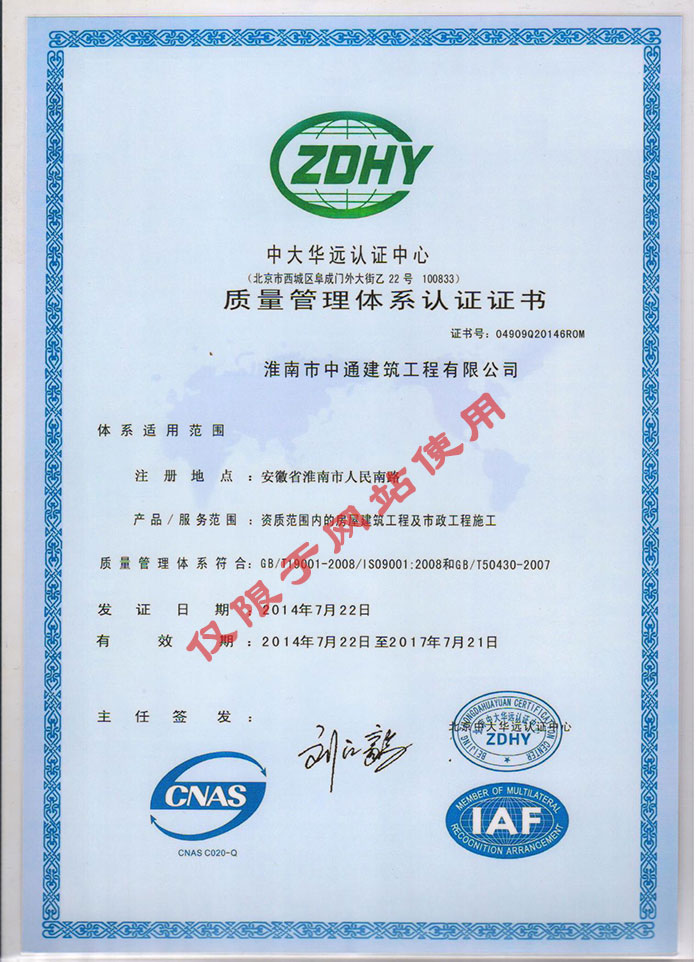 ZDHY
中大华远认证中心
（北京市西城区阜成门外大街乙 22 号 100833）
质量管理体系认证证书
证书号：04909Q20146R0M
淮南市中通建筑工程有限公司
体系适用范围
注册地点：安徽省淮南市人民南路
产品/服务范围：资质范围内的房屋建筑工程及市政工程施工
质量管理体系符合：GB/T19001-2008/ISO9001:2008和GB/T50430-2007
发证日期：2014年7月22日
有效期：2014年7月22日至2017年7月21日
仅限于网站使用
主任签发：
北京中大华远认证中心
BEIJING ZHONGDAHUAYUAN CERTIFICATION CENTER
ZDHY
CNAS
CNAS C020-Q
MEMBER OF MULTILATERAL
IAF
RECOGNITION ARRANGEMENT